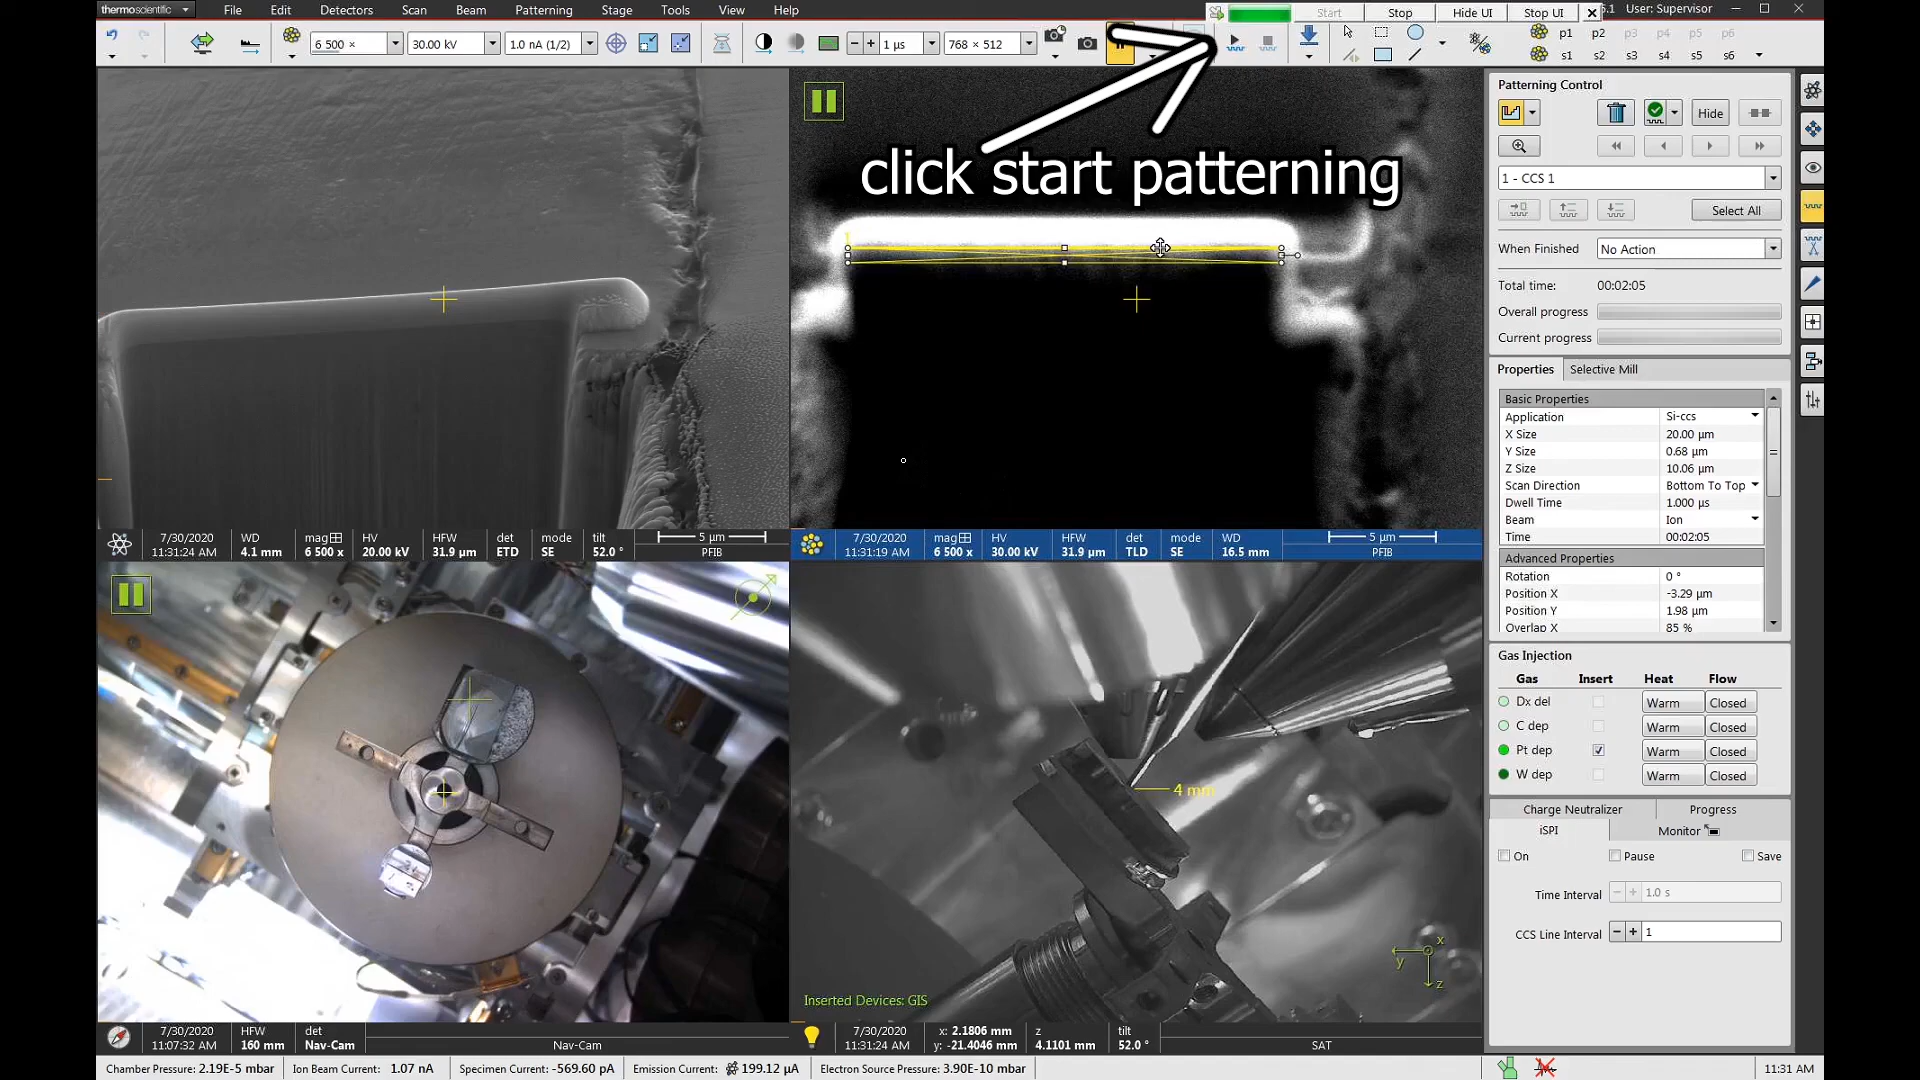 thermoscientific
File Edit Detectors Scan Beam Patterning Stage Tools View Help
Start Stop Hide UI Stop UI
5.1 User: Supervisor
6 500 × 30.00 kV 1.0 nA (1/2) 1 µs 768 × 512
p1 p2 p3 p4 p5 p6
s1 s2 s3 s4 s5 s6
click start patterning
Patterning Control
Hide
1 - CCS 1
Select All
When Finished No Action
Total time: 00:02:05
Overall progress
Current progress
Properties Selective Mill
Basic Properties
Application Si-ccs
X Size 20.00 µm
Y Size 0.68 µm
Z Size 10.06 µm
Scan Direction Bottom To Top
Dwell Time 1.000 µs
Beam Ion
Time 00:02:05
Advanced Properties
Rotation 0 °
Position X -3.29 µm
Position Y 1.98 µm
Overlap X 85 %
Gas Injection
Gas Insert Heat Flow
Dx del Warm Closed
C dep Warm Closed
Pt dep Warm Closed
W dep Warm Closed
Charge Neutralizer Progress
iSPI Monitor
On Pause Save
Time Interval 1.0 s
CCS Line Interval 1
7/30/2020 WD mag HV HFW det mode tilt 5 µm
11:31:24 AM 4.1 mm 6 500 x 20.00 kV 31.9 µm ETD SE 52.0 ° PFIB
7/30/2020 mag HV HFW det mode WD 5 µm
11:31:19 AM 6 500 x 30.00 kV 31.9 µm TLD SE 16.5 mm PFIB
4 mm
x
y
z
Inserted Devices: GIS
7/30/2020 HFW det
11:07:32 AM 160 mm Nav-Cam Nav-Cam
7/30/2020 x: 2.1806 mm z tilt
11:31:24 AM y: -21.4046 mm 4.1101 mm 52.0 ° SAT
Chamber Pressure: 2.19E-5 mbar Ion Beam Current: 1.07 nA Specimen Current: -569.60 pA Emission Current: 199.12 µA Electron Source Pressure: 3.90E-10 mbar 11:31 AM